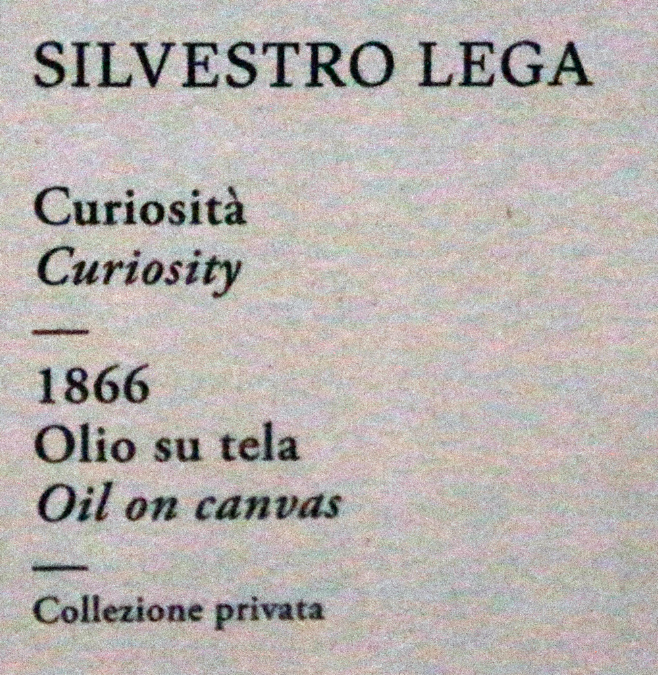 SILVESTRO LEGA
Curiosità
Curiosity
1866
Olio su tela
Oil on canvas
Collezione privata